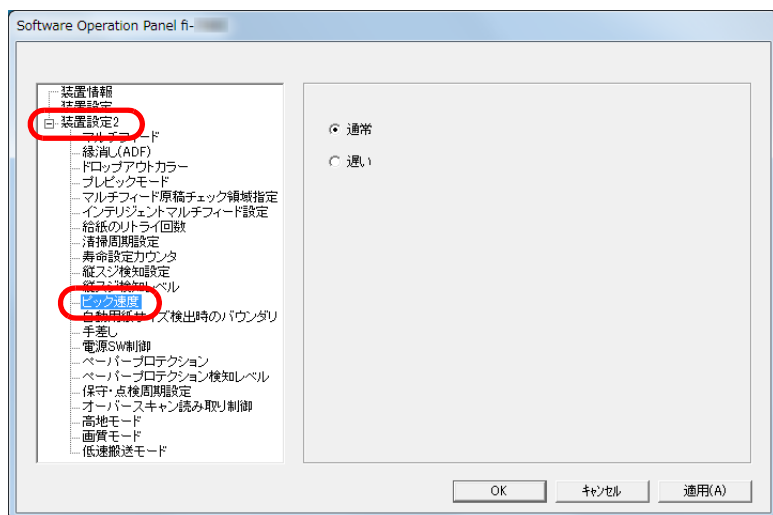 Software Operation Panel fi-
装置情報
装置設定
装置設定2
マルチフィード
縁消し(ADF)
ドロップアウトカラー
プレピックモード
マルチフィード原稿チェック領域指定
インテリジェントマルチフィード設定
給紙のリトライ回数
清掃周期設定
寿命設定カウンタ
縦スジ検知設定
縦スジ検知レベル
ピック速度
自動用紙サイズ検出時のバウンダリ
手差し
電源SW制御
ペーパープロテクション
ペーパープロテクション検知レベル
保守・点検周期設定
オーバースキャン読み取り制御
高地モード
画質モード
低速搬送モード
通常
遅い
OK
キャンセル
適用(A)